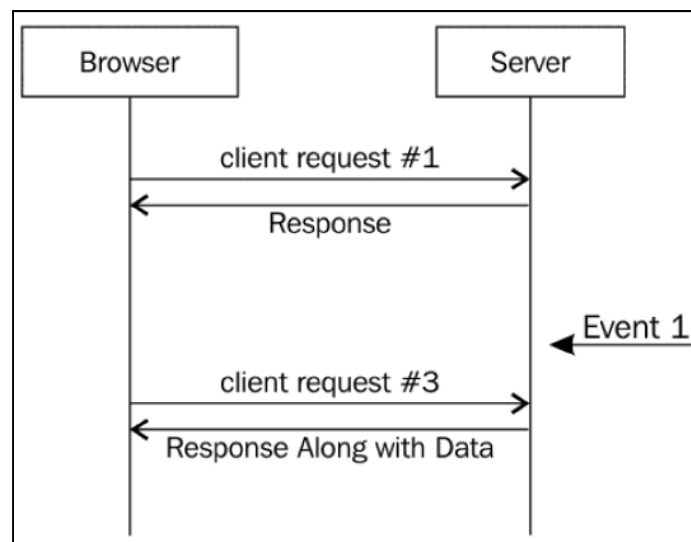 Browser
Server
client request #1
Response
Event 1
client request #3
Response Along with Data